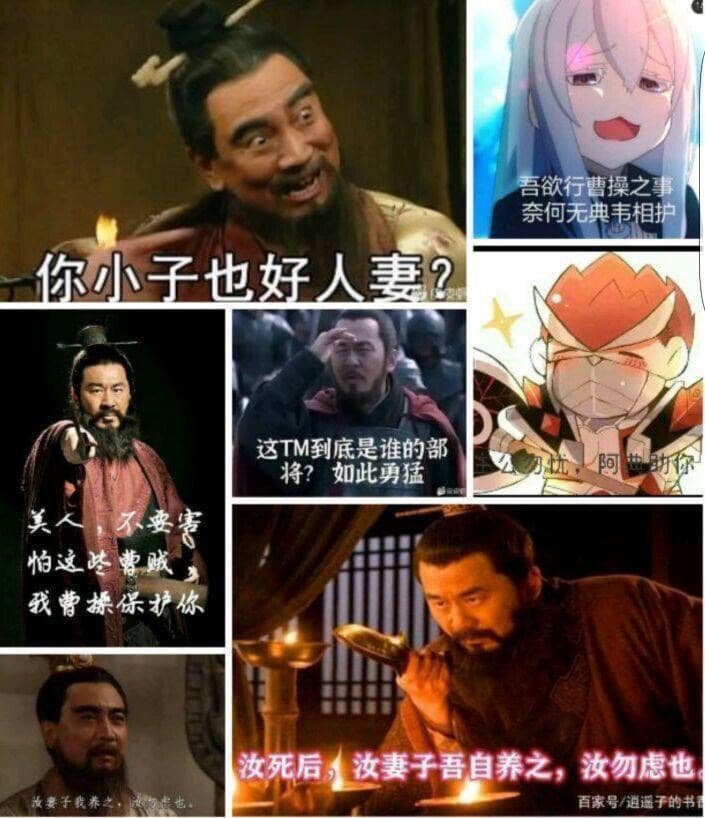 你小子也好人妻?
吾欲行曹操之事
奈何无典韦相护
美人,不要害
怕这些曹贼,
我曹操保护你
这TM到底是谁的部
将?如此勇猛
主公勿忧,阿典助你
汝妻子我养之,汝勿虑也。
汝死后,汝妻子吾自养之,汝勿虑也。
百家号/逍遥子的书